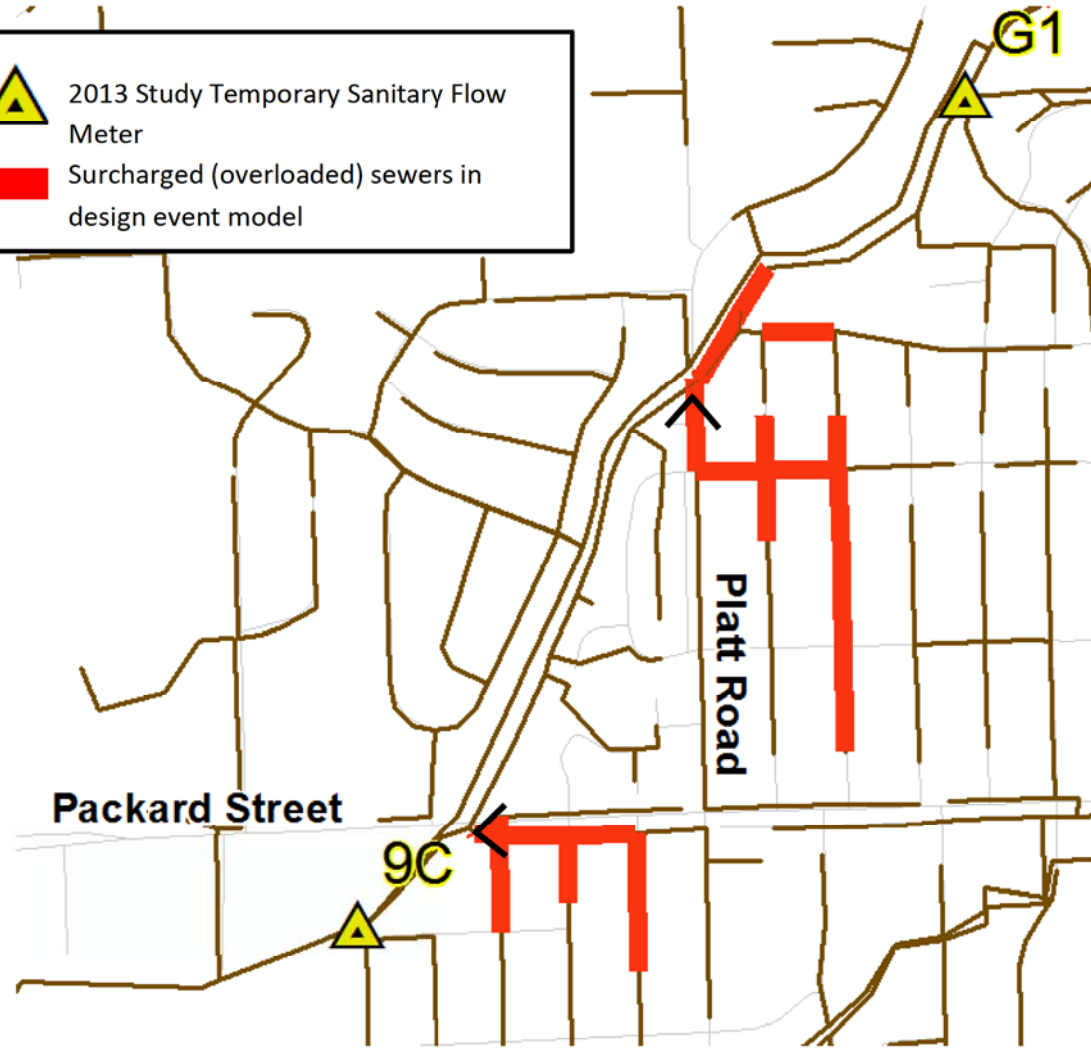 G1
2013 Study Temporary Sanitary Flow
Meter
Surcharged (overloaded) sewers in
design event model
Platt Road
Packard Street
9C